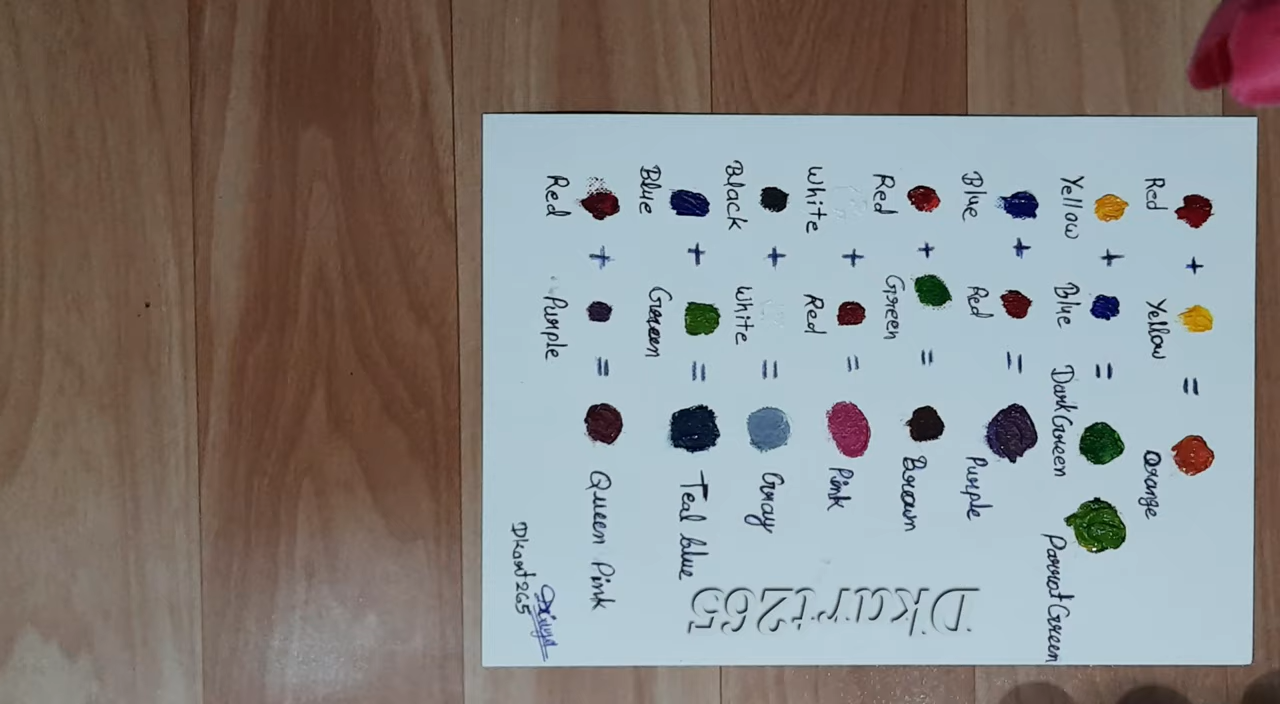 Red + Yellow = Orange
Yellow + Blue = Dark Green Parrot Green
Blue + Red = Purple
Red + Green = Brown
White + Red = Pink
Black + White = Gray
Blue + Green = Teal blue
Red + Purple = Queen Pink
Dkart265
Dkart265